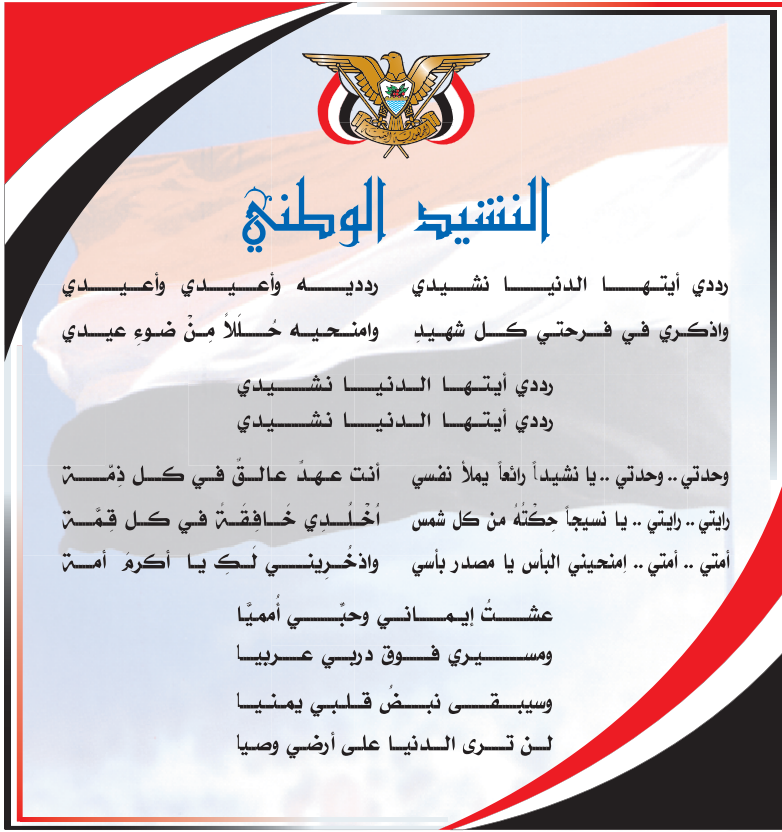 النشيد الوطني
رددي أيتها الدنيا نشيدي ردديه وأعيدي وأعيدي
واذكري في فرحتي كل شهيدِ وامنحيه حُلَلاً مِنْ ضوءِ عيدي
رددي أيتها الدنيا نشيدي
رددي أيتها الدنيا نشيدي
وحدتي .. وحدتي .. يا نشيداً رائعاً يملأ نفسي أنت عهدٌ عالقٌ في كل ذِمّة
رايتي .. رايتي .. يا نسيجاً حِكْتُهُ من كل شمس أُخْلُدِي خَافِقَةً في كل قِمَّة
أمتي .. أمتي .. إمنحيني البأس يا مصدر بأسي واذخُريني لَكِ يا أكرمَ أمة
عشتُ إيماني وحبّي أُمميَّا
ومسيري فوق دربي عربيا
وسيبقى نبضُ قلبي يمنيا
لن ترى الدنيا على أرضي وصيا